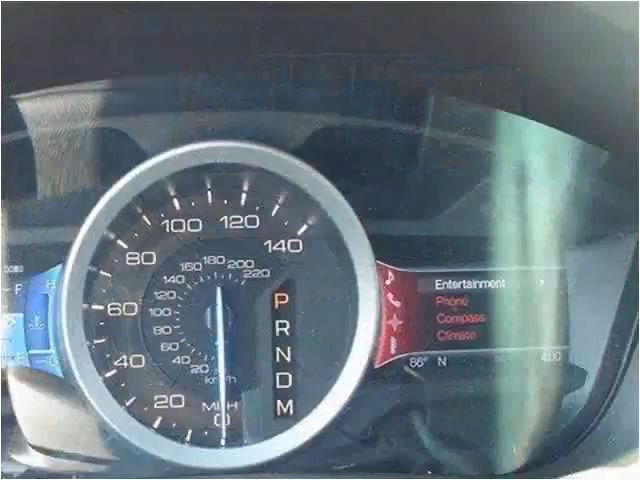 100 120
80 140
60
40
20
MPH
0
180
160 200
140 220
120
100
80
60
40
20
km/h
P
R
N
D
M
F
H
Entertainment
Phone
Compass
Climate
86° N